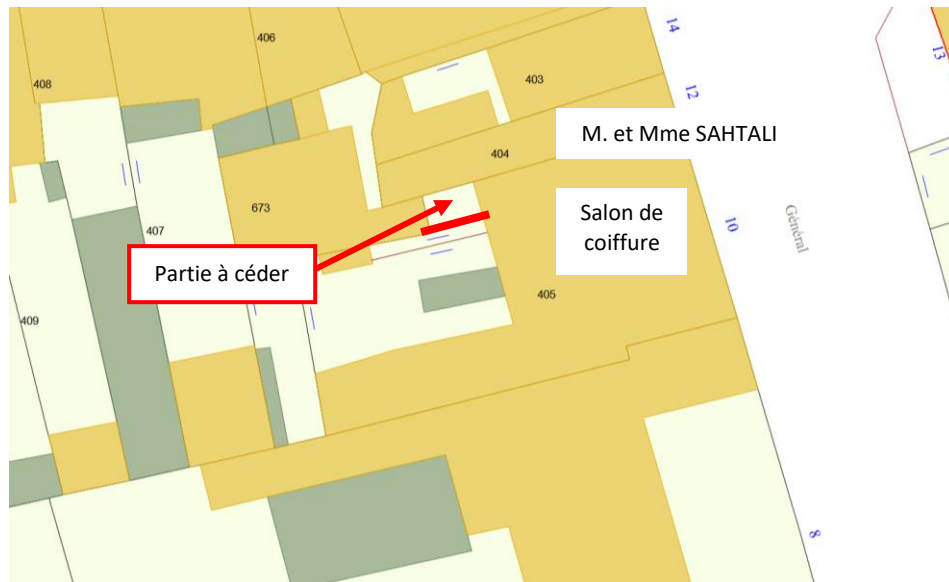 14
13
406
408
403
12
M. et Mme SAHTALI
404
673
Salon de
coiffure
10
Général
407
Partie à céder
405
409
8